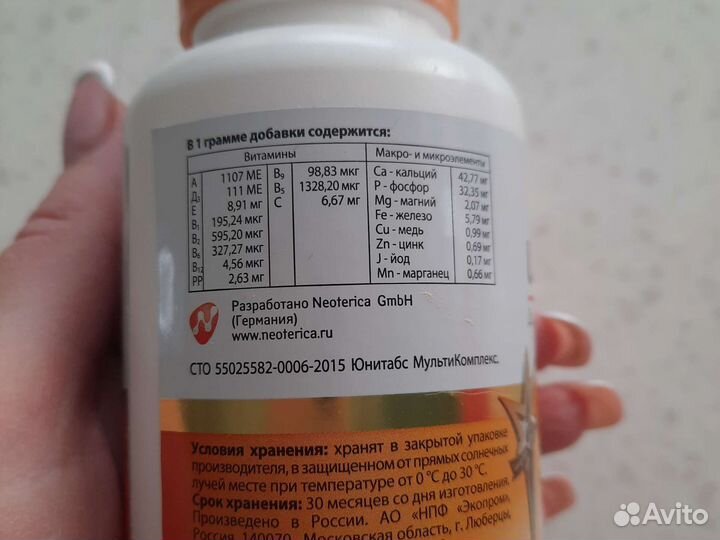 В 1 грамме добавки содержится:
Витамины Макро- и микроэлементы
А 1107 МЕ В9 98,83 мкг Ca - кальций 42,77 мг
Д3 111 МЕ В5 1328,20 мкг P - фосфор 32,35 мг
Е 8,91 мг С 6,67 мг Mg - магний 2,07 мг
В1 195,24 мкг Fe - железо 5,79 мг
В2 595,20 мкг Cu - медь 0,99 мг
В6 327,27 мкг Zn - цинк 0,69 мг
В12 4,56 мкг J - йод 0,17 мг
РР 2,63 мг Mn - марганец 0,66 мг
Разработано Neoterica GmbH
(Германия)
www.neoterica.ru
СТО 55025582-0006-2015 Юнитабс МультиКомплекс.
Условия хранения: хранят в закрытой упаковке
производителя, в защищенном от прямых солнечных
лучей месте при температуре от 0 °С до 30 °С.
Срок хранения: 30 месяцев со дня изготовления.
Произведено в России. АО «НПФ «Экопром»,
Россия, 140070, Московская область, г. Люберцы,
Avito